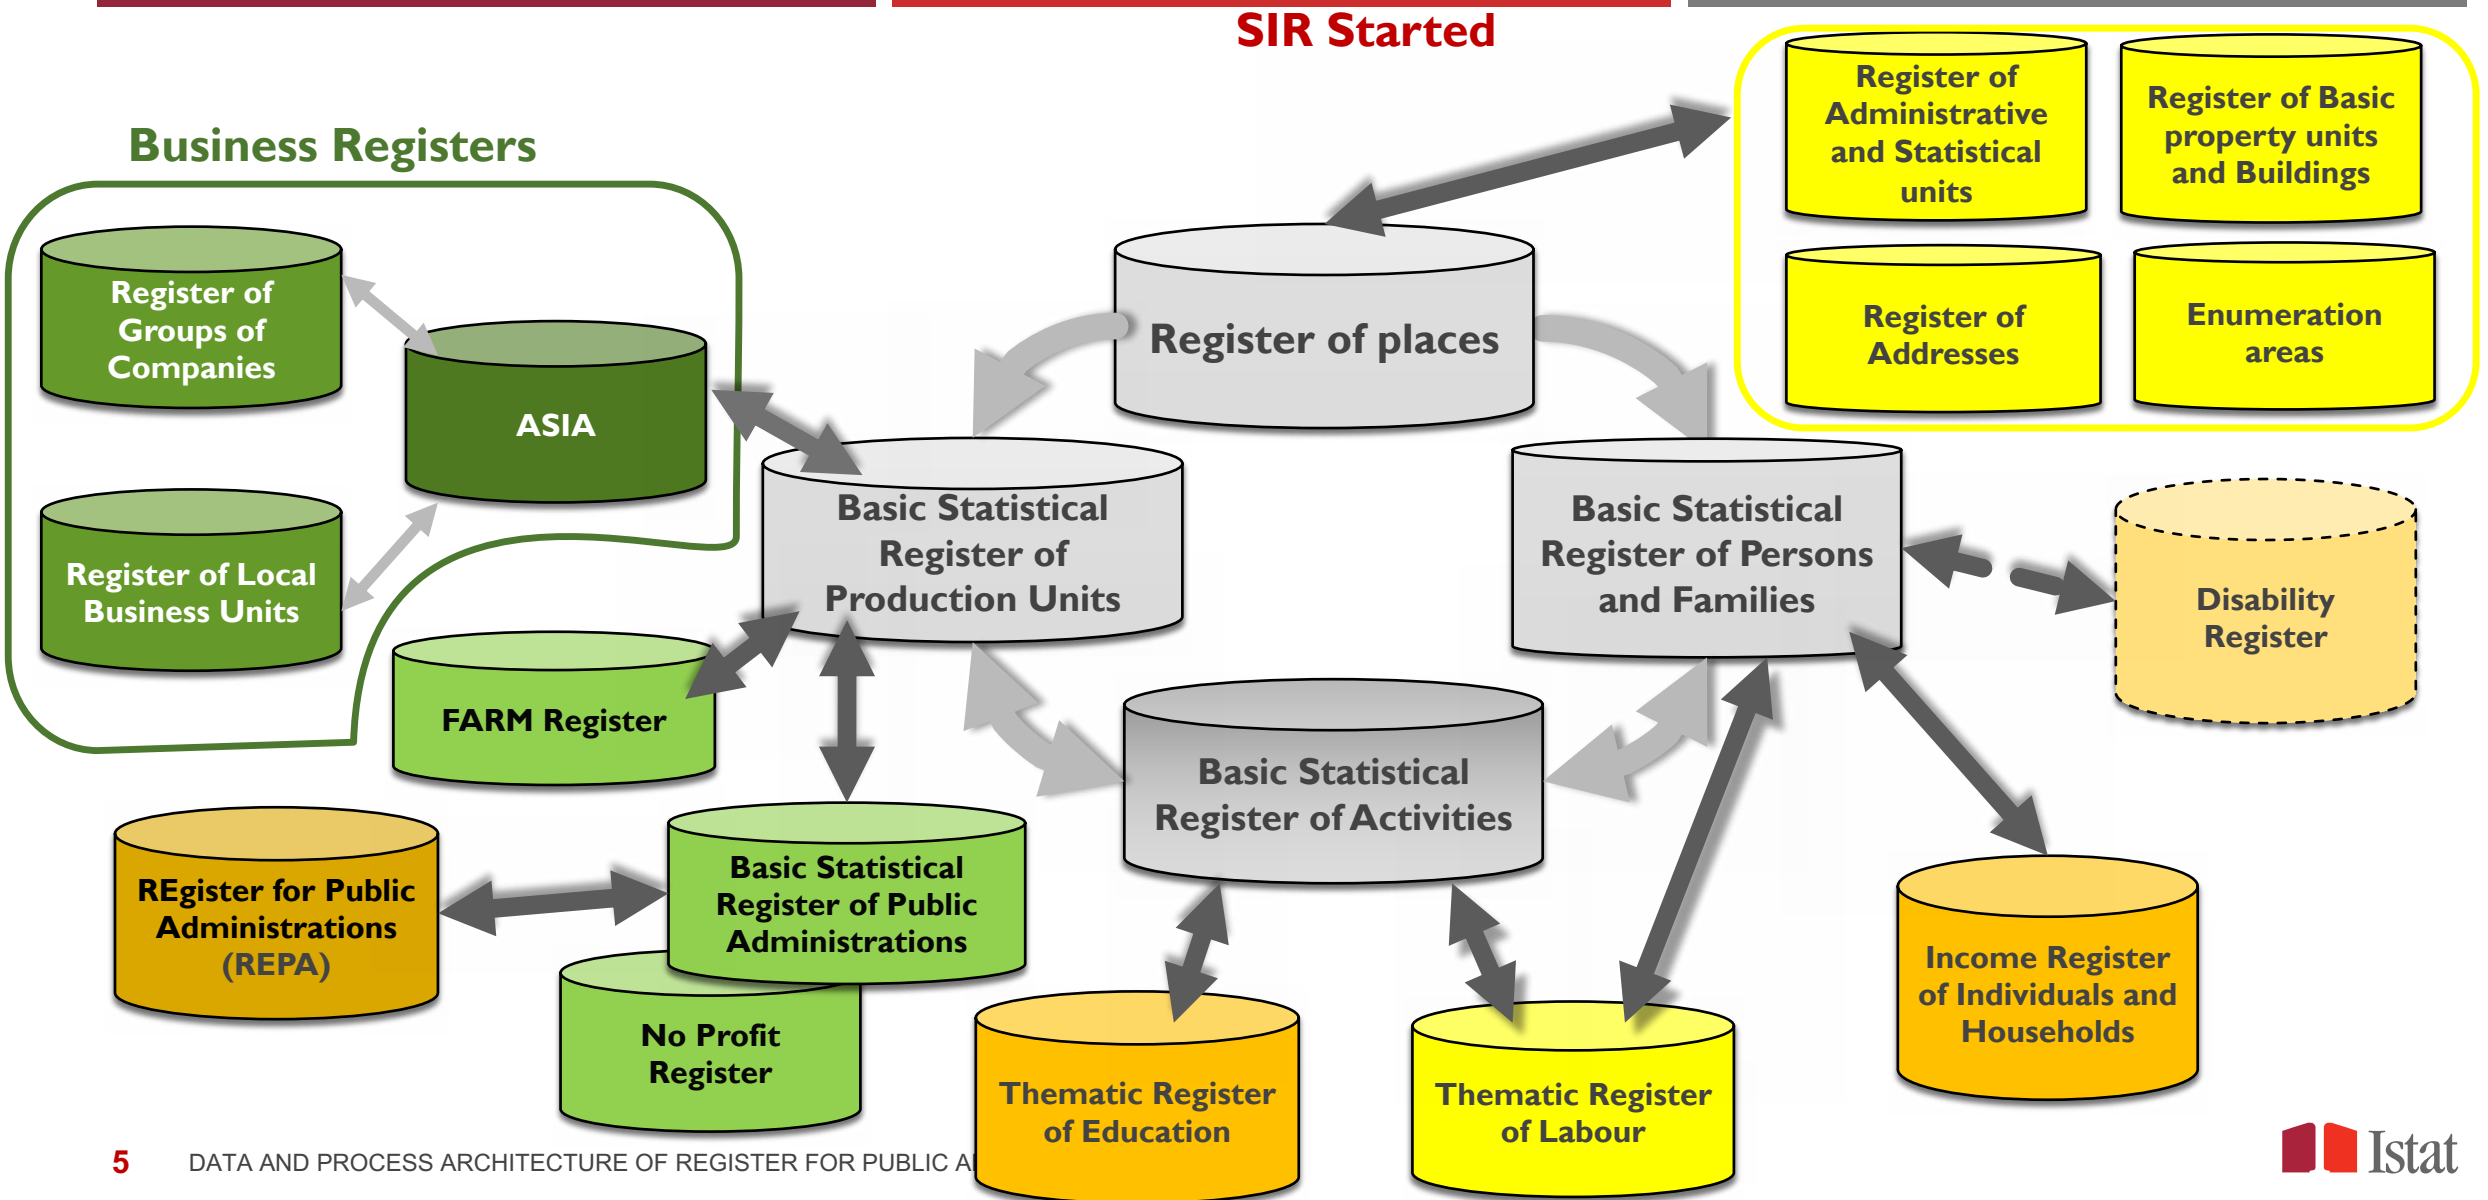 SIR Started
Business Registers
Register of
Administrative
and Statistical
units
Register of Basic
property units
and Buildings
Register of
Addresses
Enumeration
areas
Register of
Groups of
Companies
ASIA
Register of Local
Business Units
Register of places
Basic Statistical
Register of
Production Units
Basic Statistical
Register of Persons
and Families
Disability
Register
FARM Register
Basic Statistical
Register of Activities
REgister for Public
Administrations
(REPA)
Basic Statistical
Register of Public
Administrations
No Profit
Register
Thematic Register
of Education
Thematic Register
of Labour
Income Register
of Individuals and
Households
5 DATA AND PROCESS ARCHITECTURE OF REGISTER FOR PUBLIC
Istat